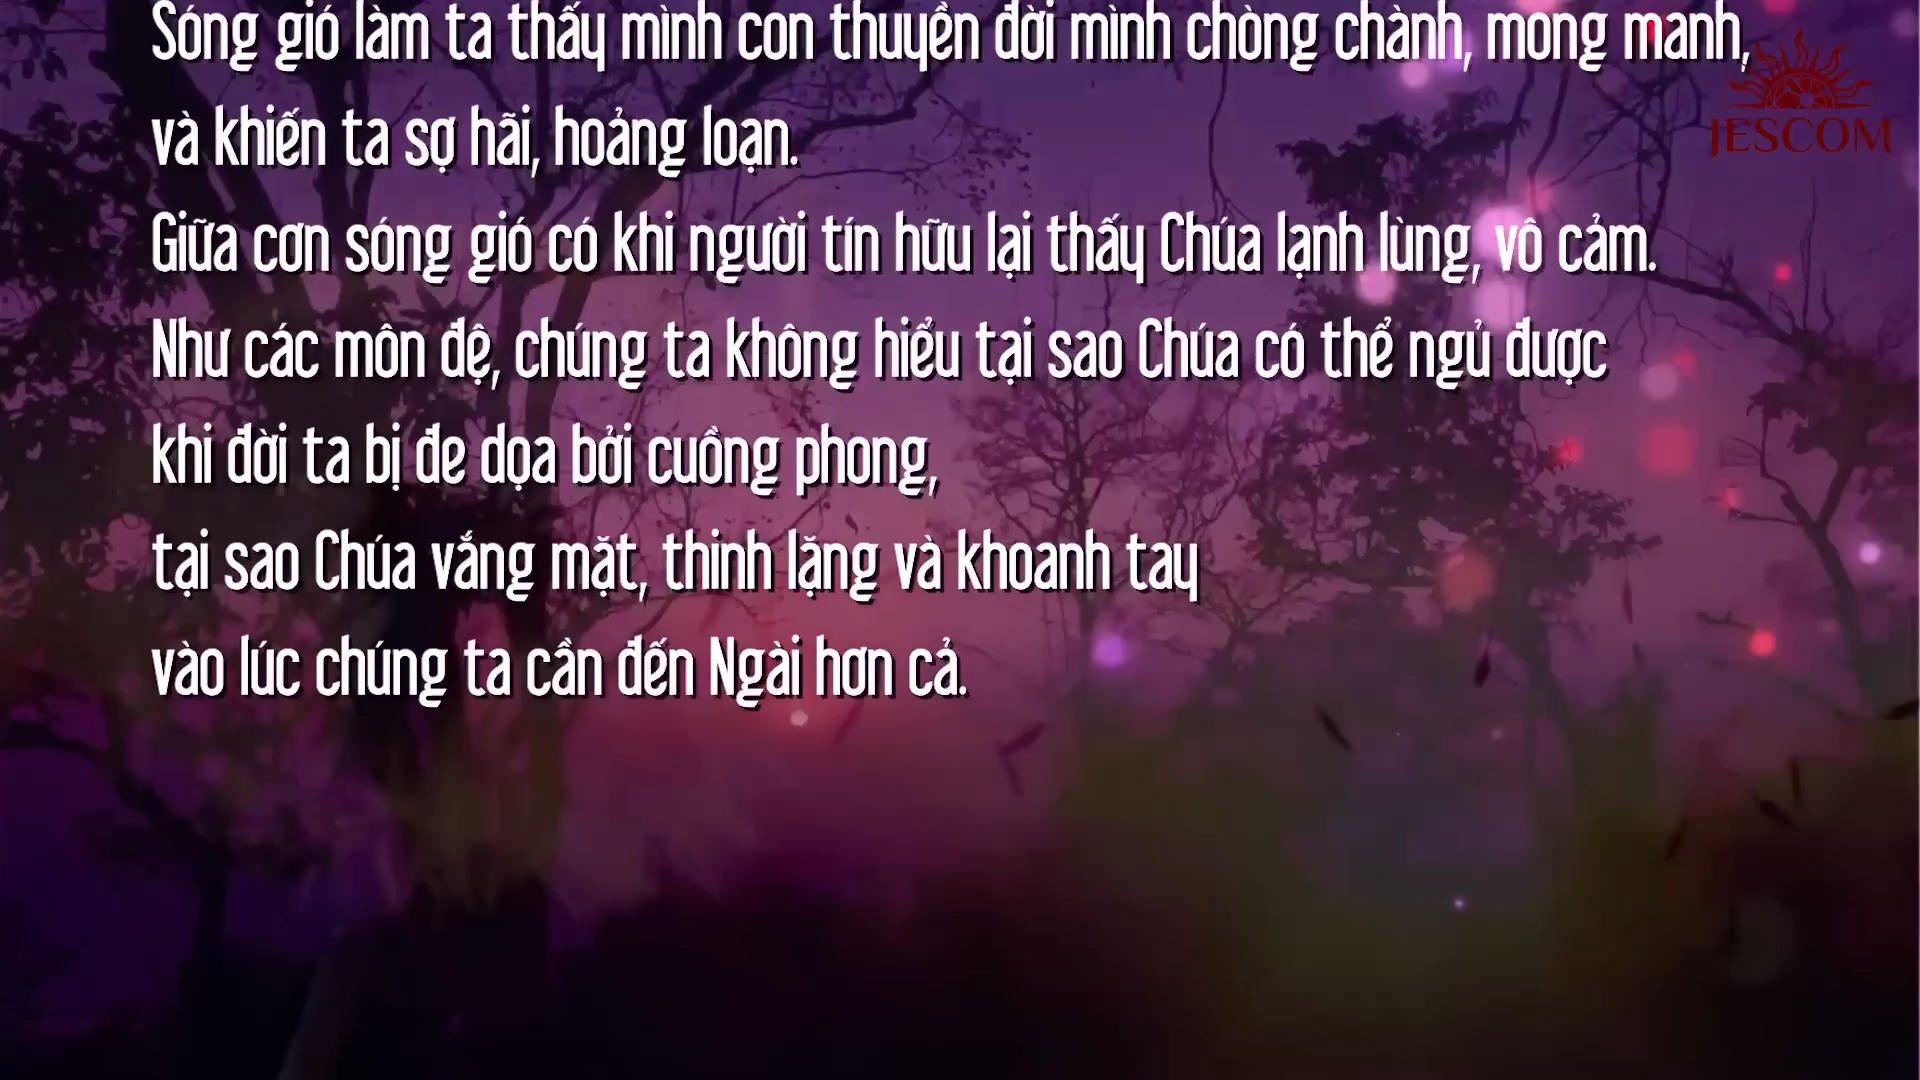 Sóng gió làm ta thấy mình con thuyền đời mình chòng chành, mong manh,
và khiến ta sợ hãi, hoảng loạn.
Giữa cơn sóng gió có khi người tín hữu lại thấy Chúa lạnh lùng, vô cảm.
Như các môn đệ, chúng ta không hiểu tại sao Chúa có thể ngủ được
khi đời ta bị đe dọa bởi cuồng phong,
tại sao Chúa vắng mặt, thinh lặng và khoanh tay
vào lúc chúng ta cần đến Ngài hơn cả.
JESCOM